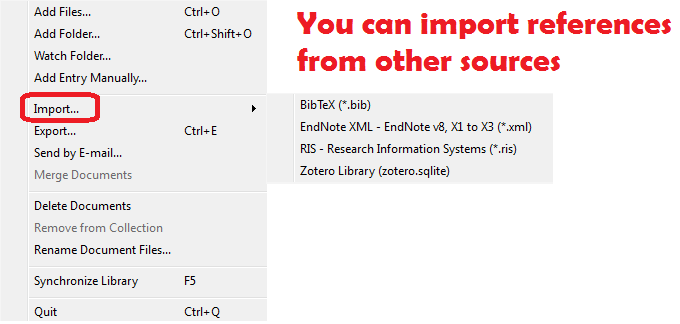 Add Files... Ctrl+O
Add Folder... Ctrl+Shift+O
Watch Folder...
Add Entry Manually...
Import...
Export... Ctrl+E
Send by E-mail...
Merge Documents
Delete Documents
Remove from Collection
Rename Document Files...
Synchronize Library F5
Quit Ctrl+Q
You can import references
from other sources
BibTeX (*.bib)
EndNote XML - EndNote v8, X1 to X3 (*.xml)
RIS - Research Information Systems (*.ris)
Zotero Library (zotero.sqlite)